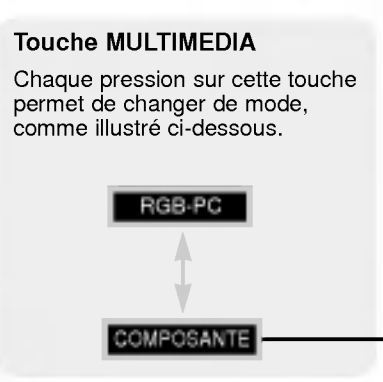 Touche MULTIMEDIA
Chaque pression sur cette touche
permet de changer de mode,
comme illustré ci-dessous.
RGB-PC
COMPOSANTE